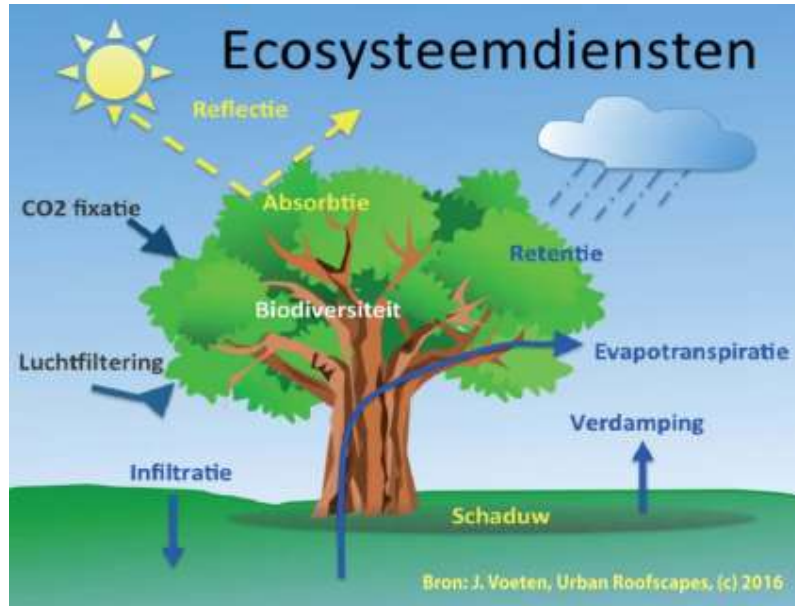 Ecosysteemdiensten
Reflectie
CO2 fixatie
Absorbtie
Retentie
Biodiversiteit
Luchtfiltering
Evapotranspiratie
Verdamping
Infiltratie
Schaduw
Bron: J. Voeten, Urban Roofscapes, (c) 2016